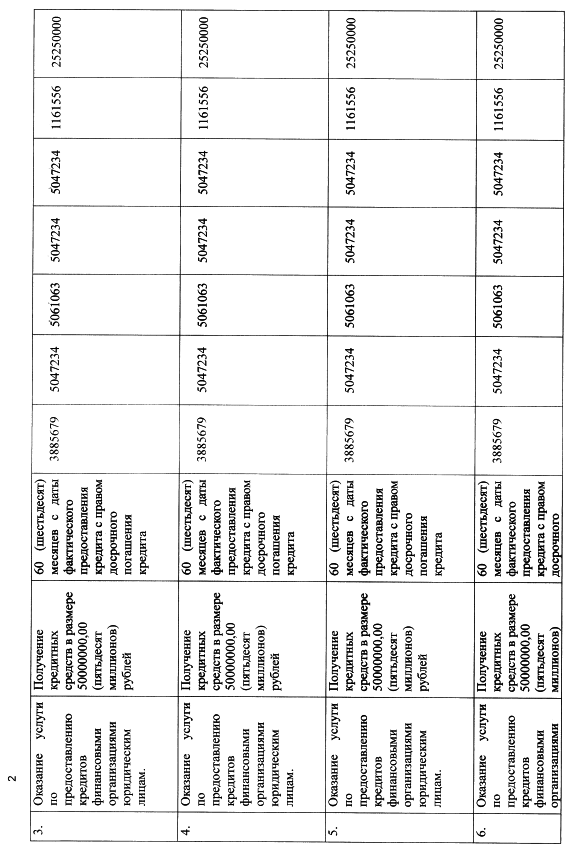 2
3.
Оказание услуги
по
предоставлению
кредитов
финансовыми
организациями
юридическим
лицам.
Получение
кредитных
средств в размере
50000000,00
(пятьдесят
миллионов)
рублей
60 (шестьдесят)
месяцев с даты
фактического
предоставления
кредита с правом
досрочного
погашения
кредита
3885679
5047234
5061063
5047234
5047234
1161556
25250000
4.
Оказание услуги
по
предоставлению
кредитов
финансовыми
организациями
юридическим
лицам.
Получение
кредитных
средств в размере
50000000,00
(пятьдесят
миллионов)
рублей
60 (шестьдесят)
месяцев с даты
фактического
предоставления
кредита с правом
досрочного
погашения
кредита
3885679
5047234
5061063
5047234
5047234
1161556
25250000
5.
Оказание услуги
по
предоставлению
кредитов
финансовыми
организациями
юридическим
лицам.
Получение
кредитных
средств в размере
50000000,00
(пятьдесят
миллионов)
рублей
60 (шестьдесят)
месяцев с даты
фактического
предоставления
кредита с правом
досрочного
погашения
кредита
3885679
5047234
5061063
5047234
5047234
1161556
25250000
6.
Оказание услуги
по
предоставлению
кредитов
финансовыми
организациями
Получение
кредитных
средств в размере
50000000,00
(пятьдесят
миллионов)
60 (шестьдесят)
месяцев с даты
фактического
предоставления
кредита с правом
досрочного
3885679
5047234
5061063
5047234
5047234
1161556
25250000